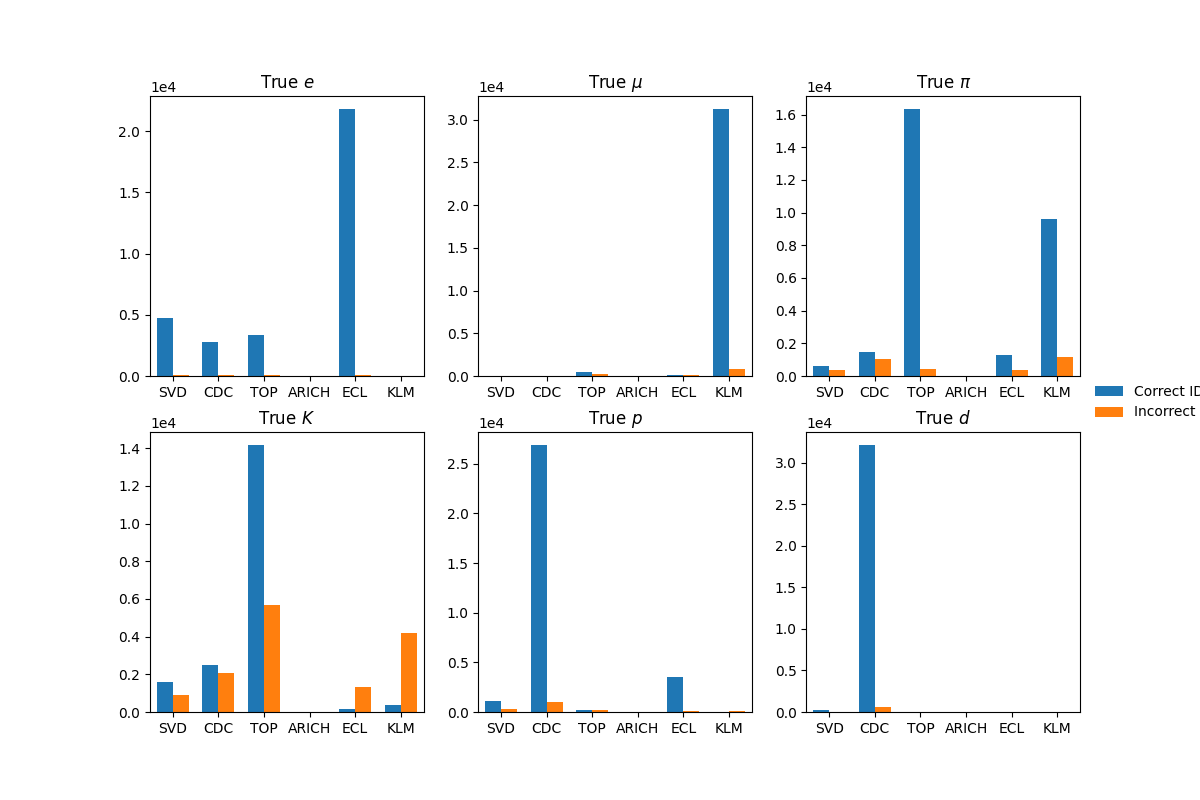 True e
1e4
2.0
1.5
1.0
0.5
0.0
SVD CDC TOP ARICH ECL KLM
True μ
1e4
3.0
2.5
2.0
1.5
1.0
0.5
0.0
SVD CDC TOP ARICH ECL KLM
True π
1e4
1.6
1.4
1.2
1.0
0.8
0.6
0.4
0.2
0.0
SVD CDC TOP ARICH ECL KLM
Correct ID
Incorrect
True K
1e4
1.4
1.2
1.0
0.8
0.6
0.4
0.2
0.0
SVD CDC TOP ARICH ECL KLM
True p
1e4
2.5
2.0
1.5
1.0
0.5
0.0
SVD CDC TOP ARICH ECL KLM
True d
1e4
3.0
2.5
2.0
1.5
1.0
0.5
0.0
SVD CDC TOP ARICH ECL KLM